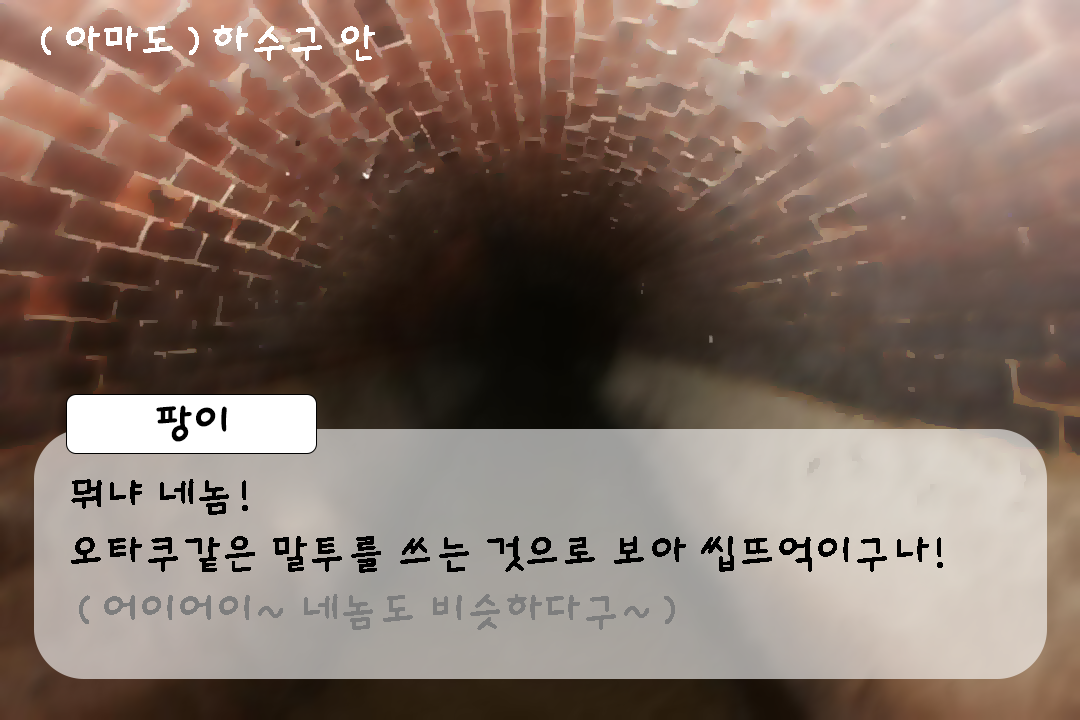 ( 아마도 ) 하수구 안
팡이
뭐냐 네놈!
오타쿠같은 말투를 쓰는 것으로 보아 씹뜨억이구나!
( 어이어이~ 네놈도 비슷하다구~ )